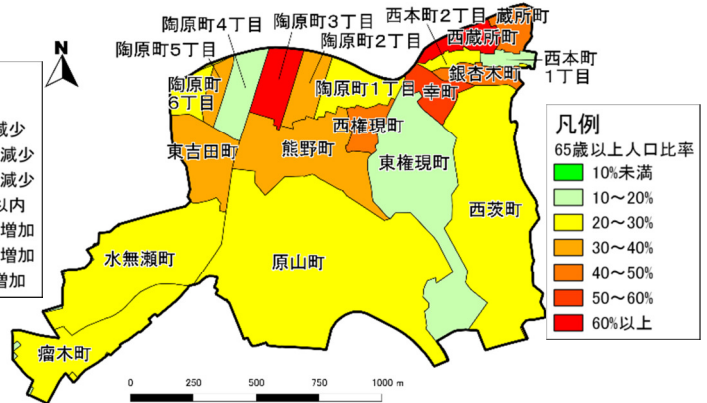 陶原町4丁目
陶原町3丁目
西本町2丁目
蔵所町
陶原町5丁目
陶原町2丁目
西蔵所町
N
西本町
1丁目
陶原町
6丁目
陶原町1丁目
銀杏木町
幸町
西権現町
東吉田町
熊野町
東権現町
西茨町
水無瀬町
原山町
瘤木町
減少
減少
減少
以内
増加
増加
増加
凡例
65歳以上人口比率
10%未満
10~20%
20~30%
30~40%
40~50%
50~60%
60%以上
0 250 500 750 1000 m